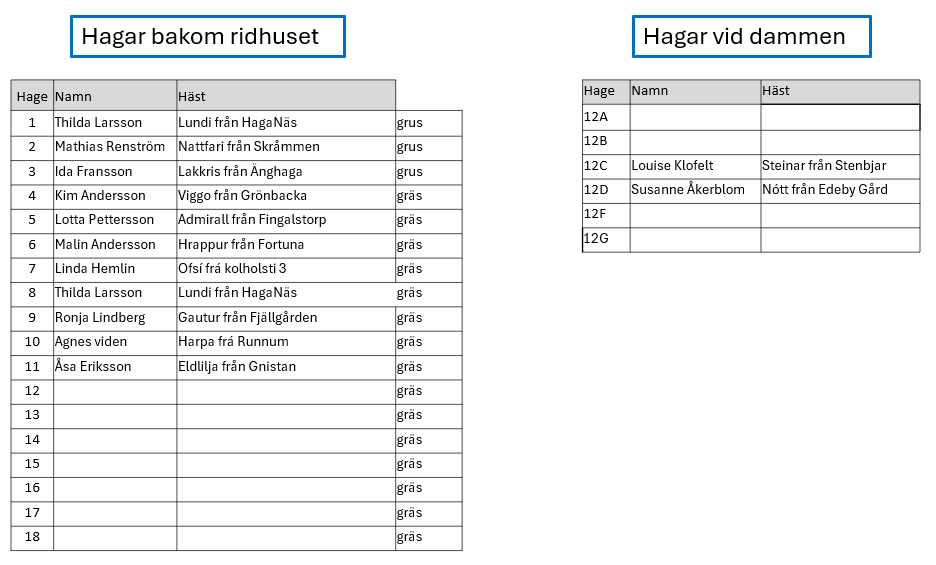 Hagar bakom ridhuset
Hage Namn Häst
1 Thilda Larsson Lundi från HagaNäs grus
2 Mathias Renström Nattfari från Skråmmen grus
3 Ida Fransson Lakkris från Änghaga grus
4 Kim Andersson Viggo från Grönbacka gräs
5 Lotta Pettersson Admirall från Fingalstorp gräs
6 Malin Andersson Hrappur från Fortuna gräs
7 Linda Hemlin Ofsí frá kolholsti 3 gräs
8 Thilda Larsson Lundi från HagaNäs gräs
9 Ronja Lindberg Gautur från Fjällgården gräs
10 Agnes viden Harpa frá Runnum gräs
11 Åsa Eriksson Eldlilja från Gnistan gräs
12 gräs
13 gräs
14 gräs
15 gräs
16 gräs
17 gräs
18 gräs
Hagar vid dammen
Hage Namn Häst
12A
12B
12C Louise Klofelt Steinar från Stenbjar
12D Susanne Åkerblom Nótt från Edeby Gård
12F
12G